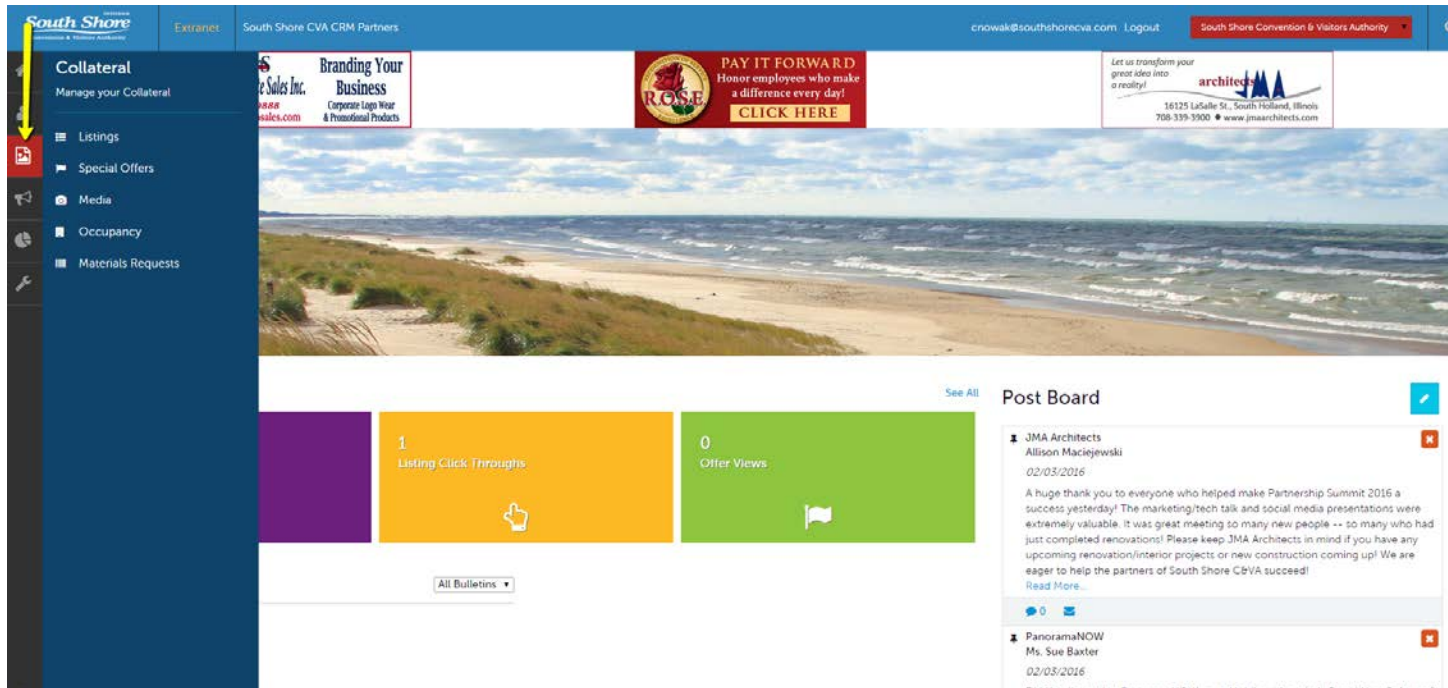 South Shore
Extranet
South Shore CVA CRM Partners
cnowak@southshorecva.com Logout
South Shore Convention & Visitors Authority
Collateral
Manage your Collateral
Listings
Special Offers
Media
Occupancy
Materials Requests
Sales Inc.
sales.com
Branding Your
Business
Corporate Logo Wear
& Promotional Products
PAY IT FORWARD
Honor employees who make
a difference every day!
CLICK HERE
R.O.S.E.
Let us transform your
great idea into
a reality!
architects JMA
16125 LaSalle St., South Holland, Illinois
708-339-3900 ♦ www.jmaarchitects.com
See All
1
Listing Click Throughs
0
Offer Views
All Bulletins
Post Board
JMA Architects
Allison Maciejewski
02/03/2016
A huge thank you to everyone who helped make Partnership Summit 2016 a
success yesterday! The marketing/tech talk and social media presentations were
extremely valuable. It was great meeting so many new people -- so many who had
just completed renovations! Please keep JMA Architects in mind if you have any
upcoming renovation/interior projects or new construction coming up! We are
eager to help the partners of South Shore C&VA succeed!
Read More...
0
PanoramaNOW
Ms. Sue Baxter
02/03/2016